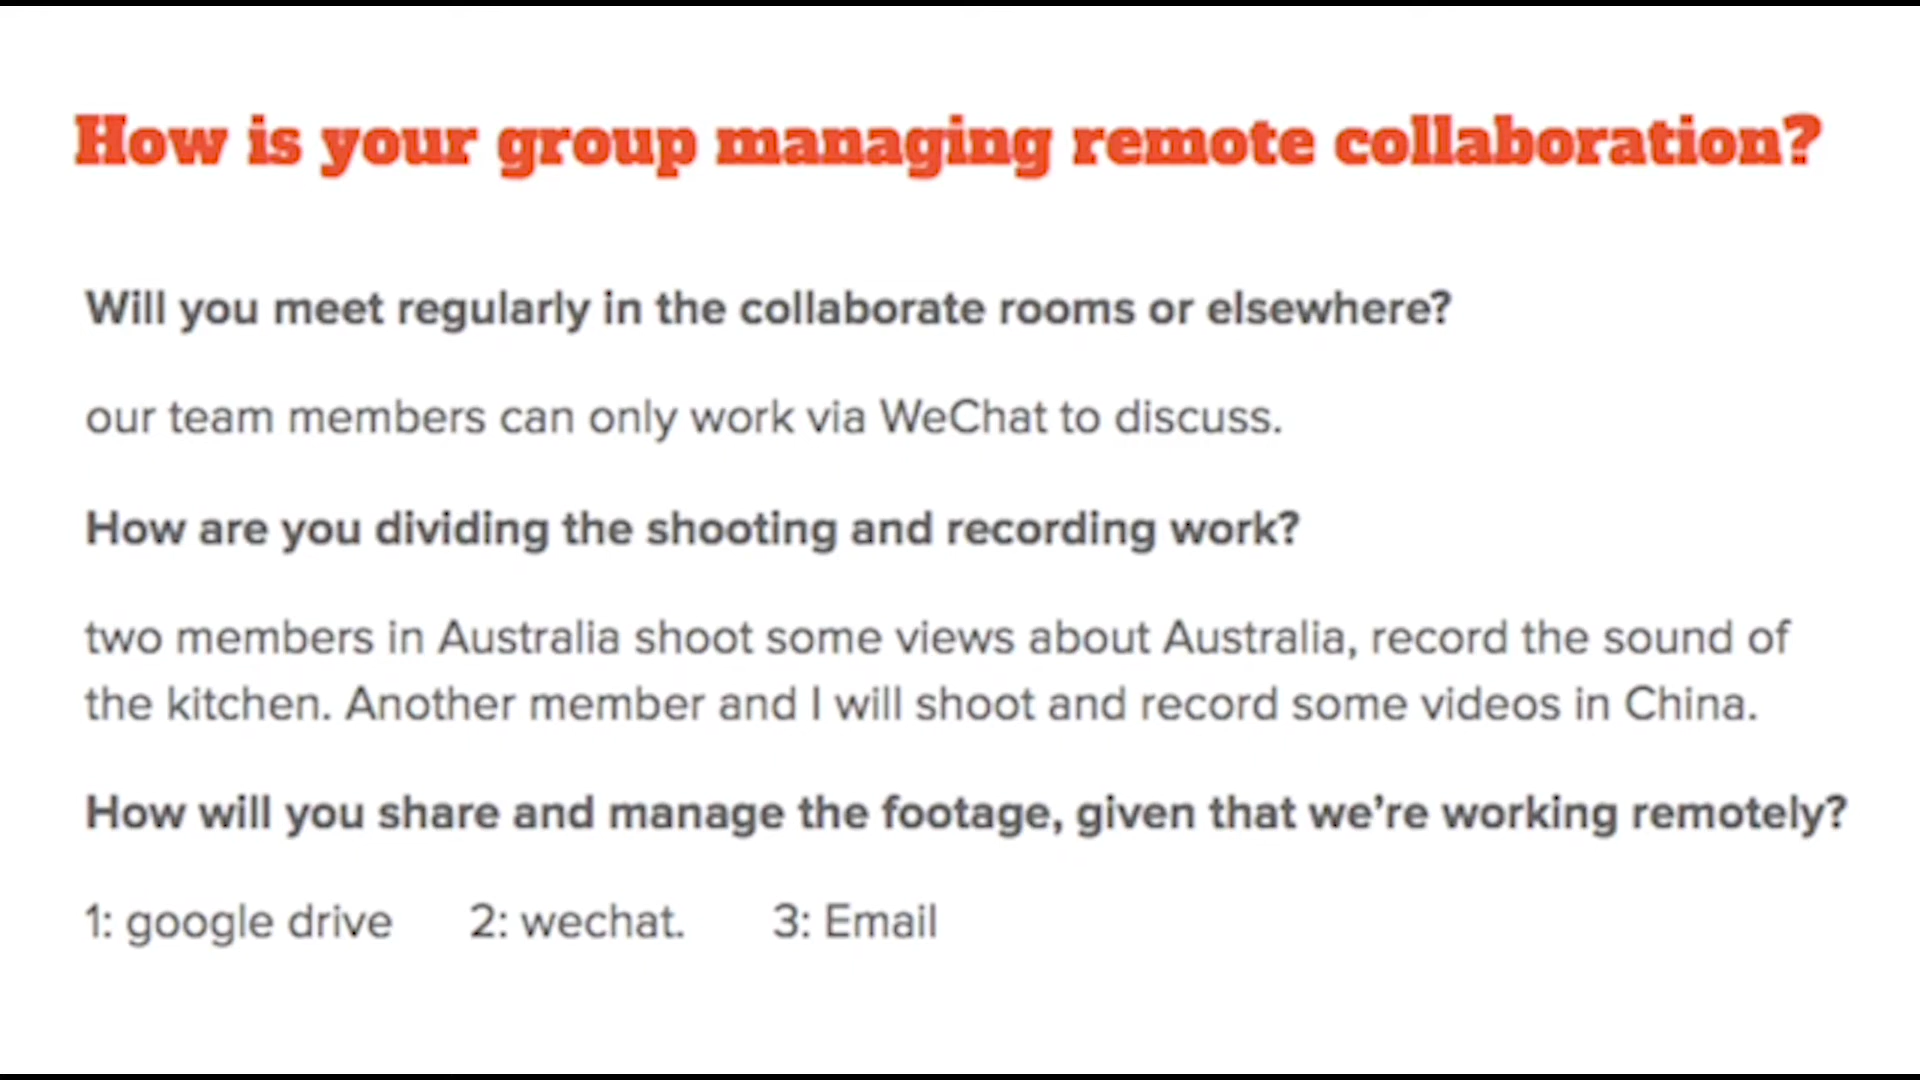 How is your group managing remote collaboration?
Will you meet regularly in the collaborate rooms or elsewhere?
our team members can only work via WeChat to discuss.
How are you dividing the shooting and recording work?
two members in Australia shoot some views about Australia, record the sound of
the kitchen. Another member and I will shoot and record some videos in China.
How will you share and manage the footage, given that we’re working remotely?
1: google drive 2: wechat. 3: Email